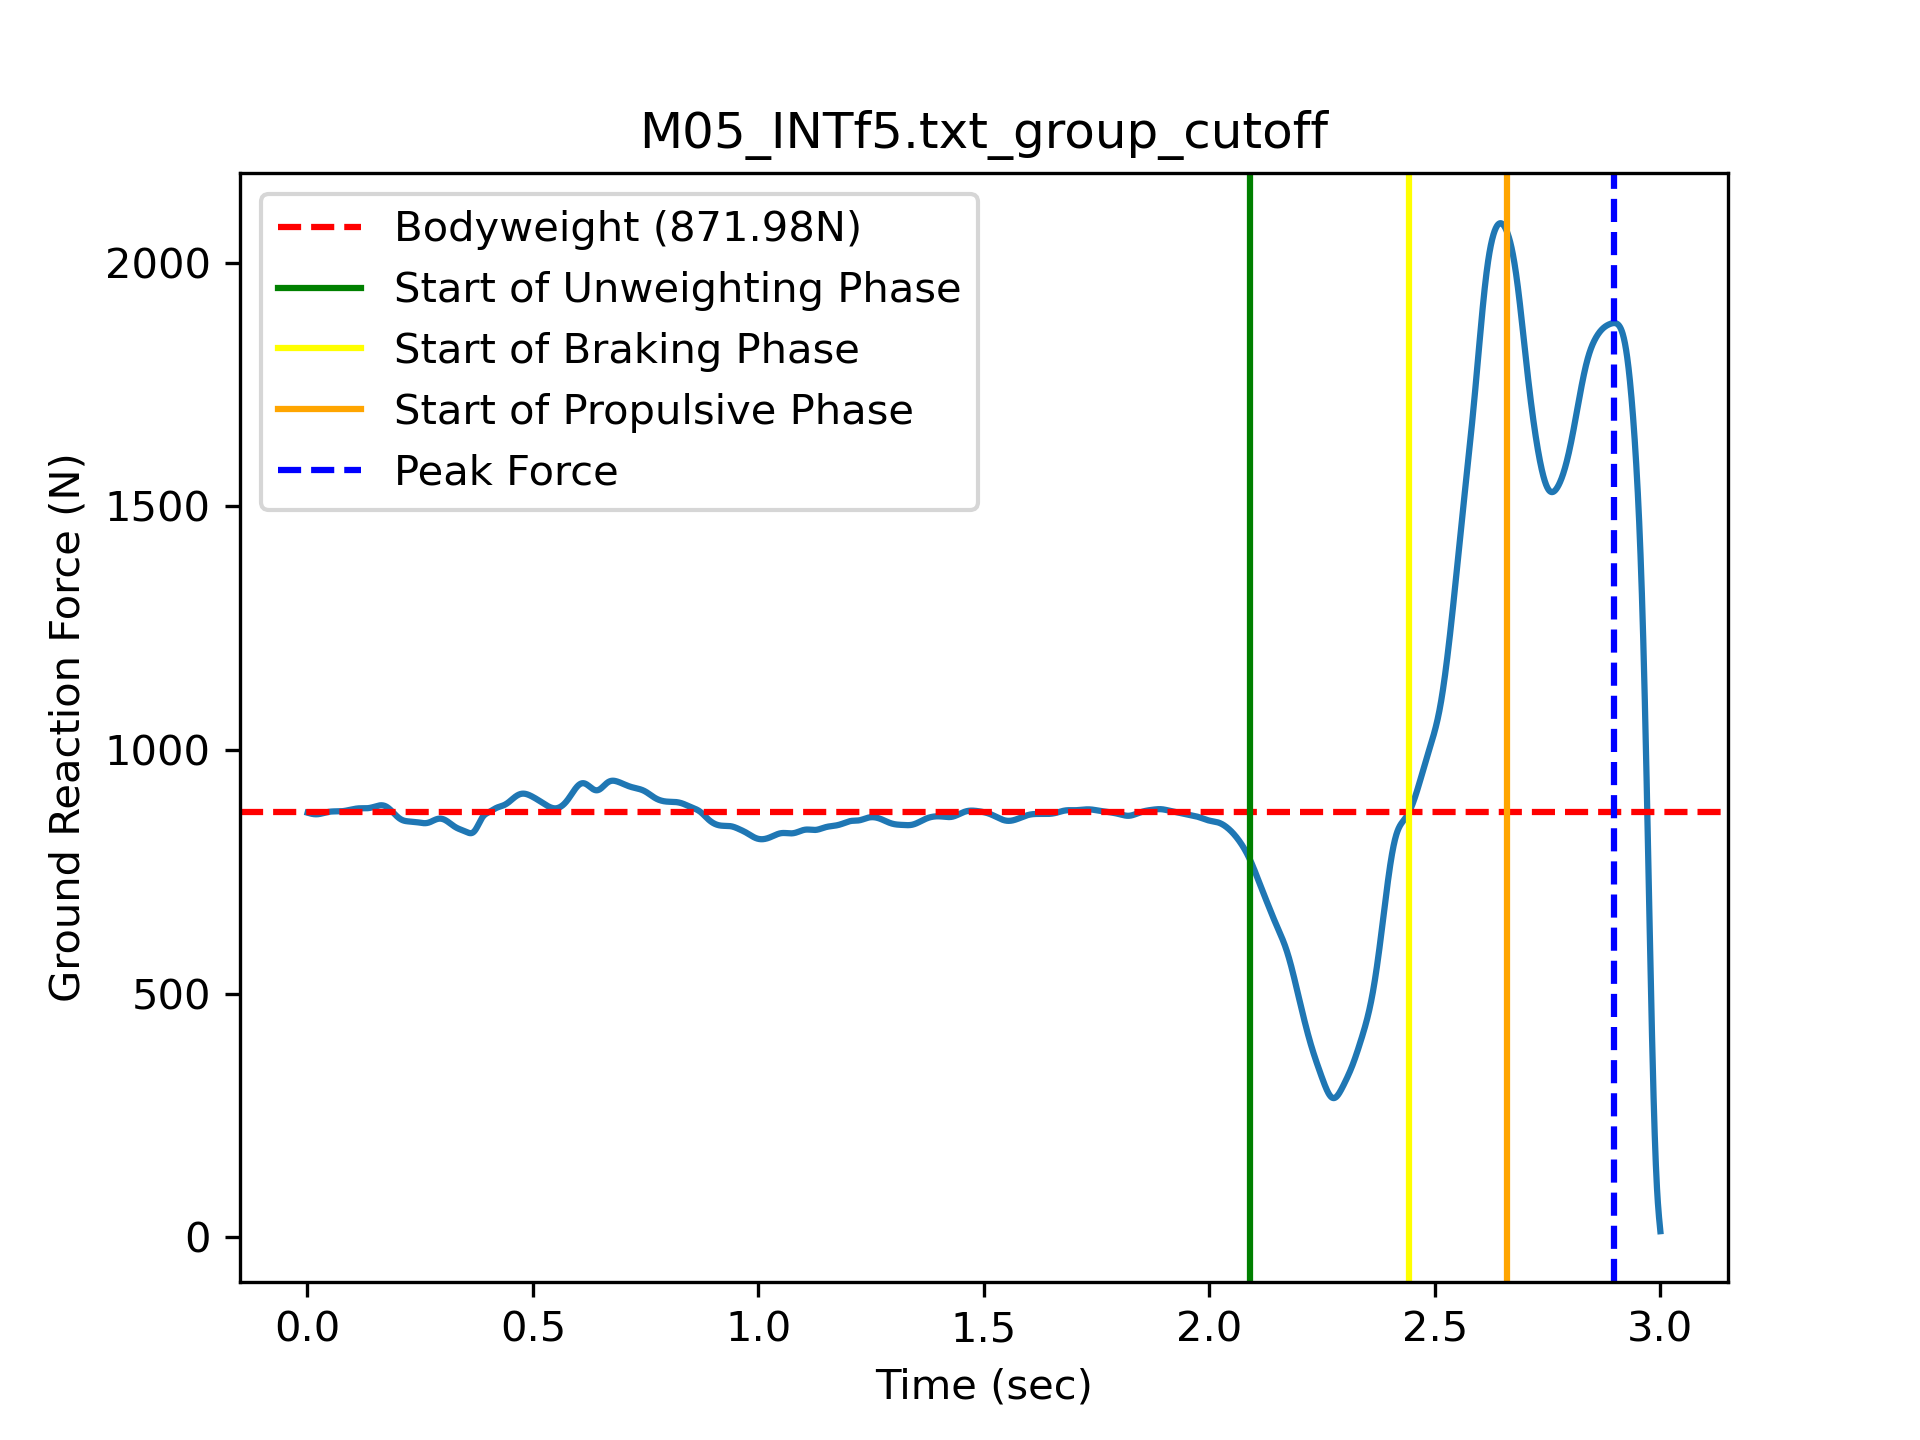 M05_INTf5.txt_group_cutoff
Bodyweight (871.98N)
Start of Unweighting Phase
Start of Braking Phase
Start of Propulsive Phase
Peak Force
Ground Reaction Force (N)
2000
1500
1000
500
0
0.0 0.5 1.0 1.5 2.0 2.5 3.0
Time (sec)